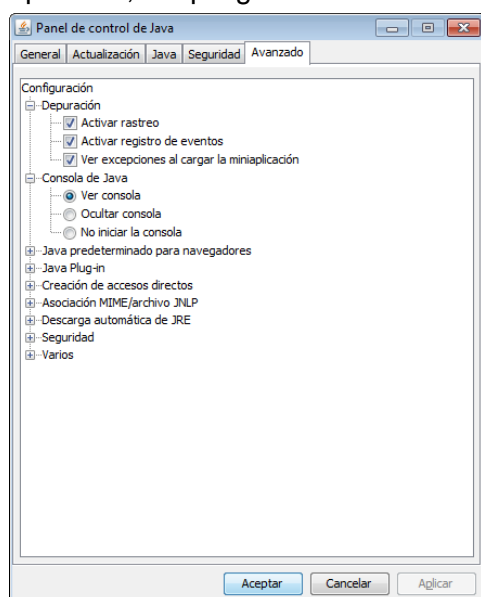 Panel de control de Java
General Actualización Java Seguridad Avanzado
Configuración
Depuración
Activar rastreo
Activar registro de eventos
Ver excepciones al cargar la miniaplicación
Consola de Java
Ver consola
Ocultar consola
No iniciar la consola
Java predeterminado para navegadores
Java Plug-in
Creación de accesos directos
Asociación MIME/archivo JNLP
Descarga automática de JRE
Seguridad
Varios
Aceptar Cancelar Aplicar